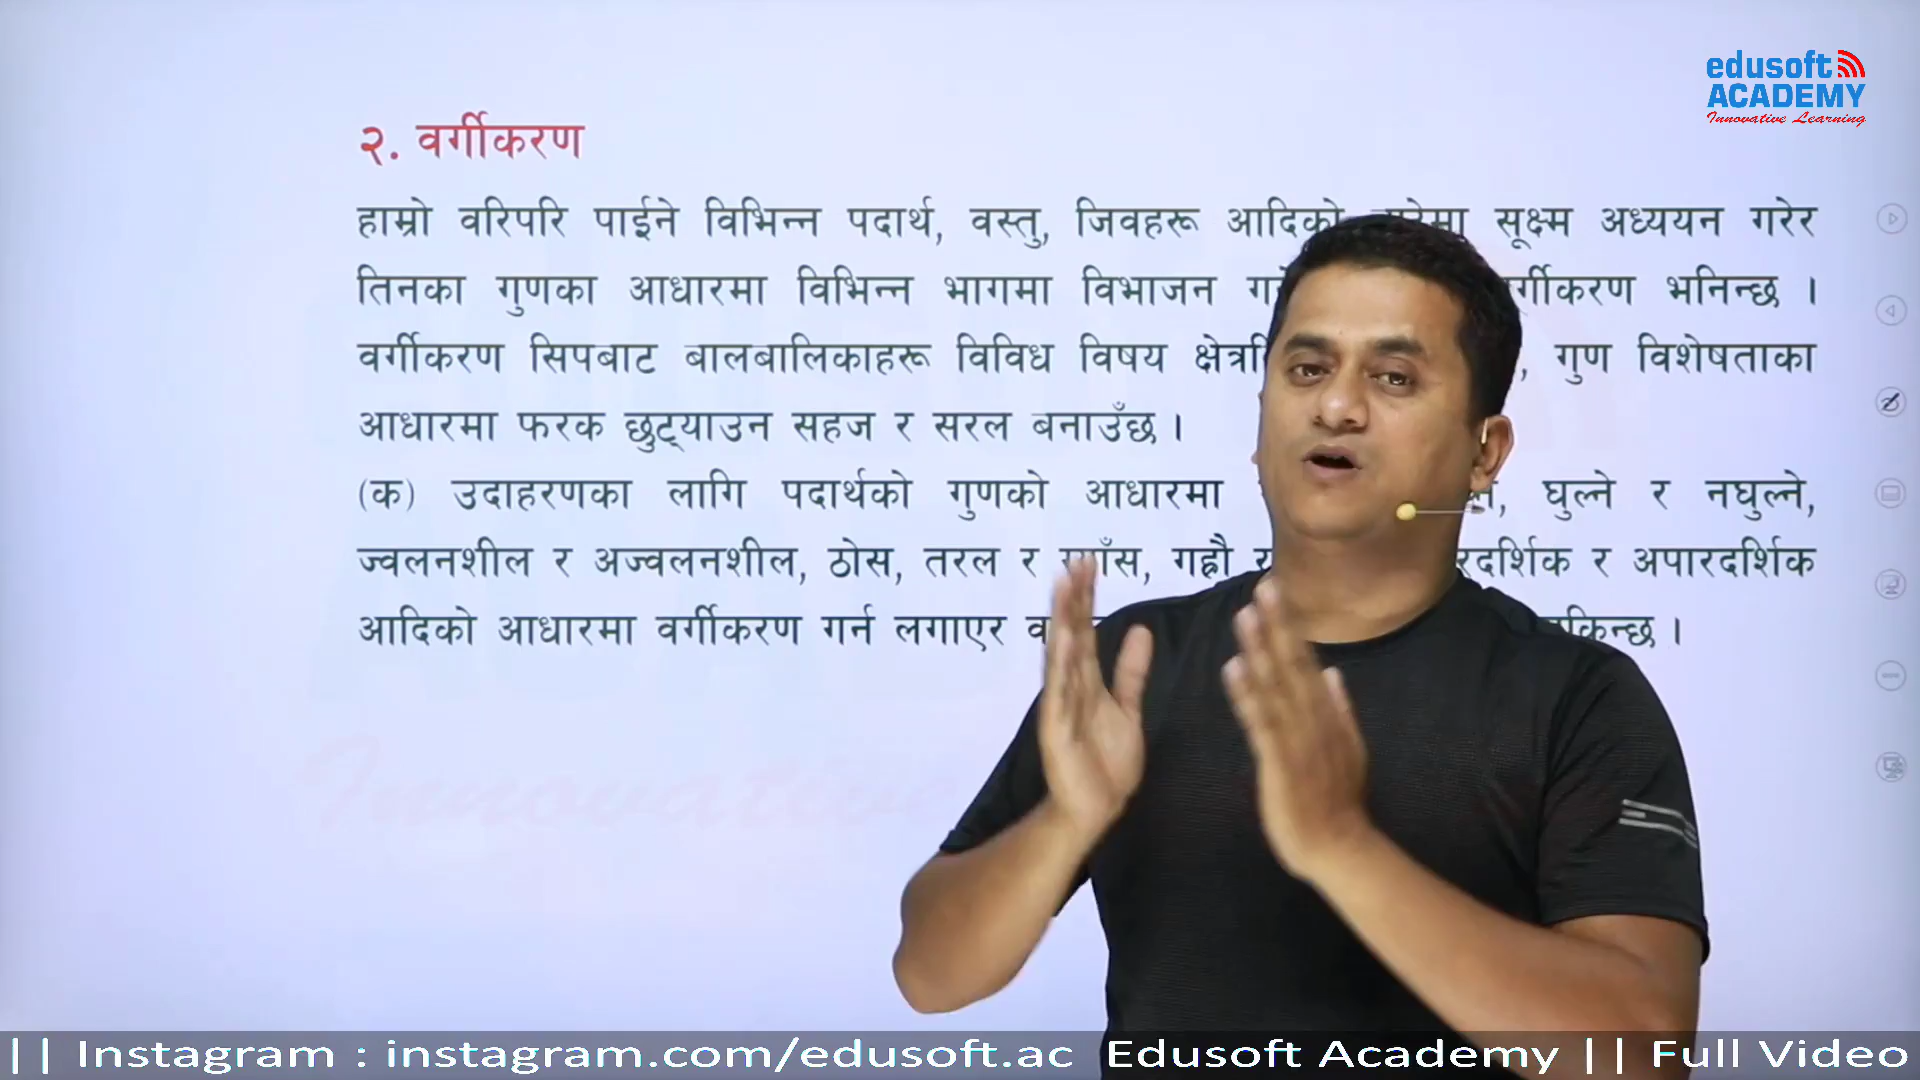 edusoft
ACADEMY
Innovative Learning
२. वर्गीकरण
हाम्रो वरिपरि पाईने विभिन्न पदार्थ, वस्तु, जिवहरू आदिको सूक्ष्म अध्ययन गरेर
तिनका गुणका आधारमा विभिन्न भागमा विभाजन भनिन्छ ।
वर्गीकरण सिपबाट बालबालिकाहरू विविध विषय गुण विशेषताका
आधारमा फरक छुट्याउन सहज र सरल बनाउँछ ।
(क) उदाहरणका लागि पदार्थको गुणको आधारमा घुल्ने र नघुल्ने,
ज्वलनशील र अज्वलनशील, ठोस, तरल र गह्रौ र अपारदर्शिक
आदिको आधारमा वर्गीकरण गर्न लगाएर
Innovative
|| Instagram : instagram.com/edusoft.ac Edusoft Academy || Full Video